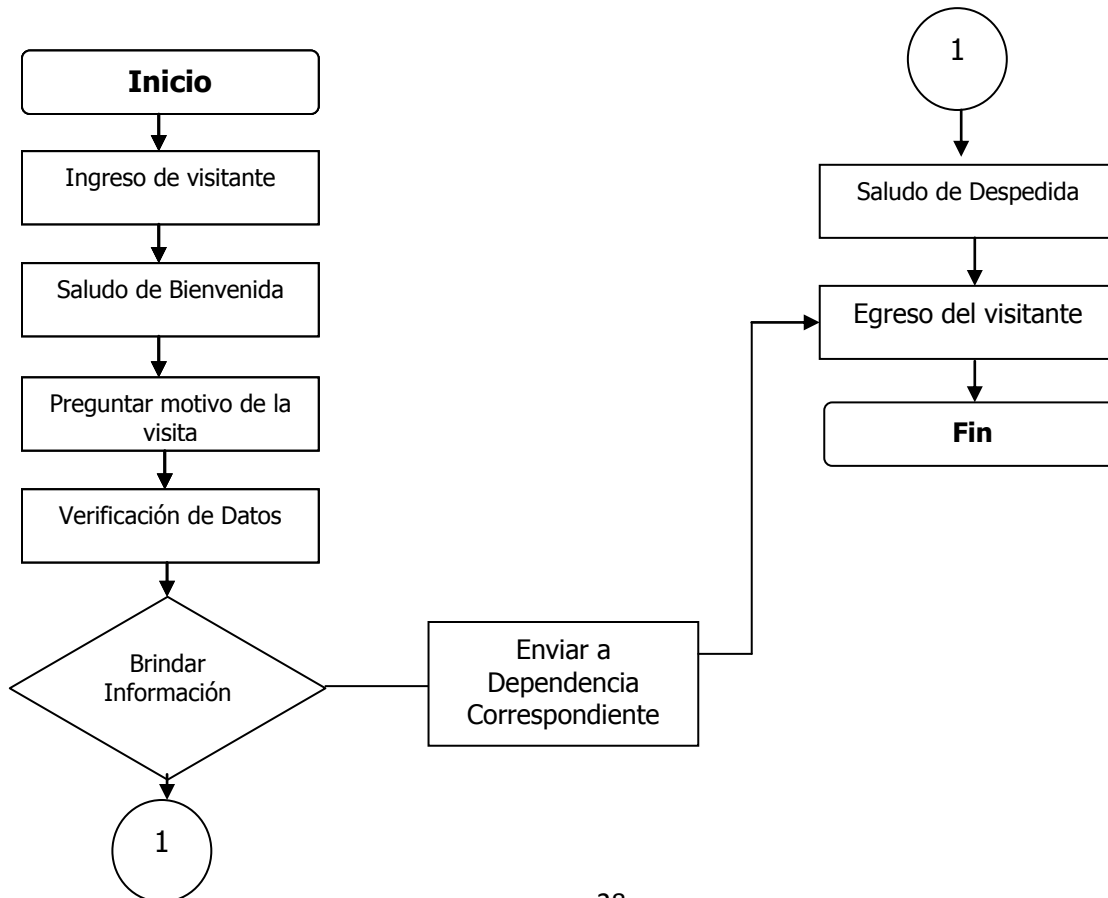 Inicio
Ingreso de visitante
Saludo de Bienvenida
Preguntar motivo de la
visita
Verificación de Datos
Brindar
Información
1
Enviar a
Dependencia
Correspondiente
1
Saludo de Despedida
Egreso del visitante
Fin